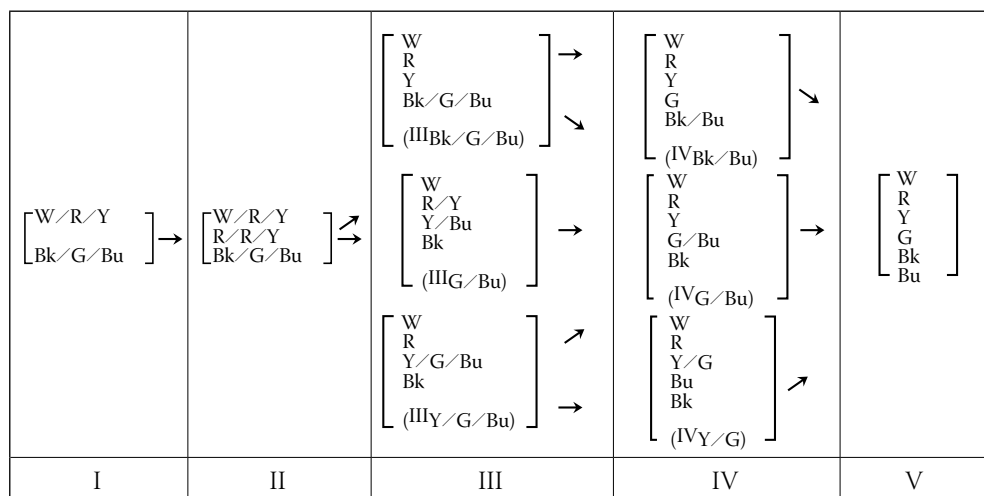 W/R/Y
Bk/G/Bu
→
W/R/Y
R/R/Y
Bk/G/Bu
→
→
W
R
Y
Bk/G/Bu
(IIIBk/G/Bu)
→
→
W
R/Y
Y/Bu
Bk
(IIIG/Bu)
→
W
R
Y/G/Bu
Bk
(IIIY/G/Bu)
→
→
W
R
Y
G
Bk/Bu
(IVBk/Bu)
→
W
R
Y
G/Bu
Bk
(IVG/Bu)
→
W
R
Y/G
Bu
Bk
(IVY/G)
→
W
R
Y
G
Bk
Bu
I II III IV V